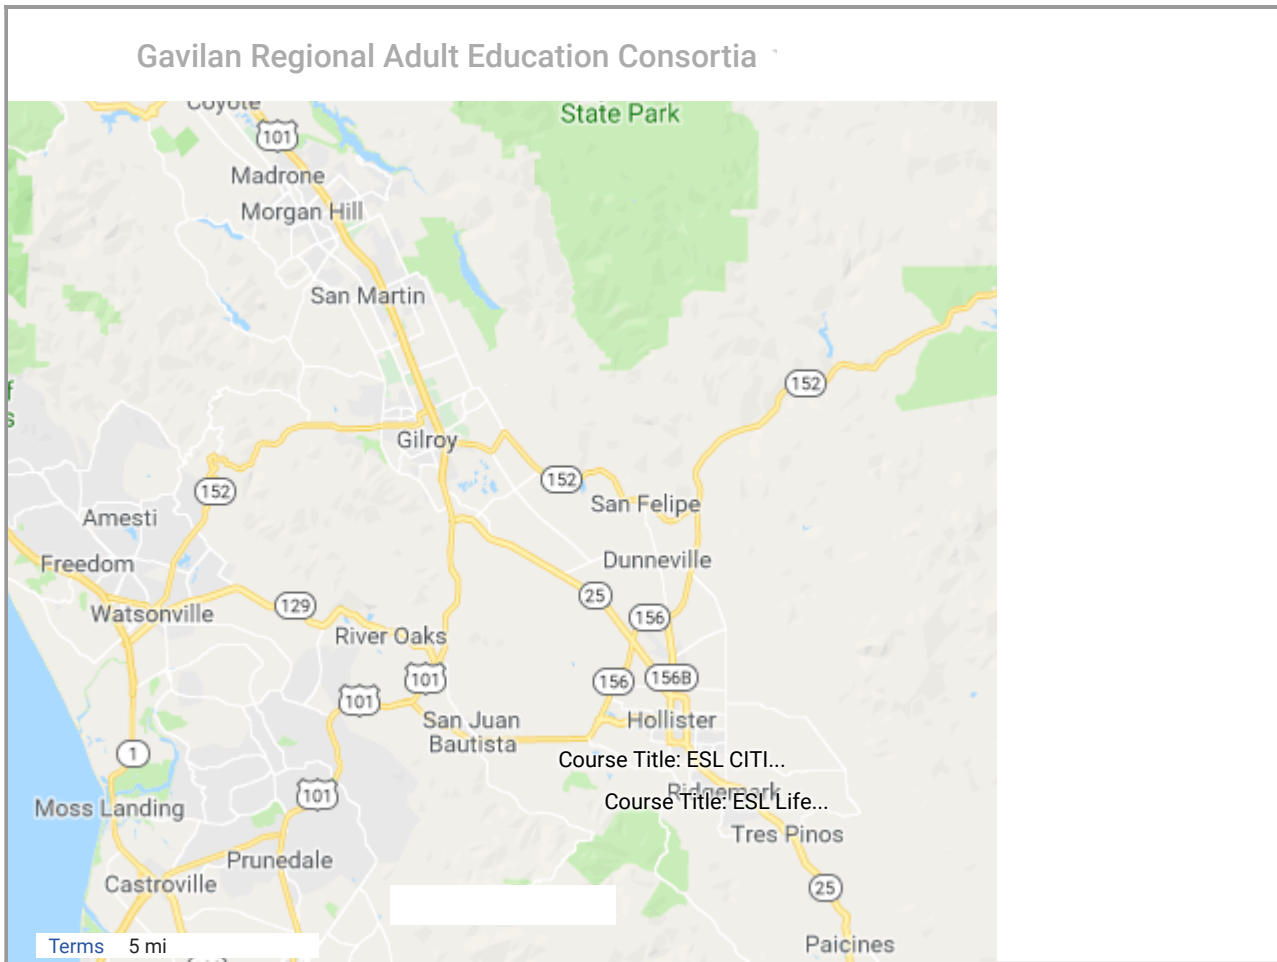 Gavilan Regional Adult Education Consortia
Coyote
State Park
101
Madrone
Morgan Hill
San Martin
152
Gilroy
152
152
San Felipe
Amesti
Dunneville
Freedom
25
129
Watsonville
156
River Oaks
101
156
156B
101
San Juan
Bautista
Hollister
1
Course Title: ESL CITI...
101
Ridgemark
Course Title: ESL Life...
Moss Landing
Tres Pinos
Prunedale
Castroville
25
Terms
5 mi
Paicines